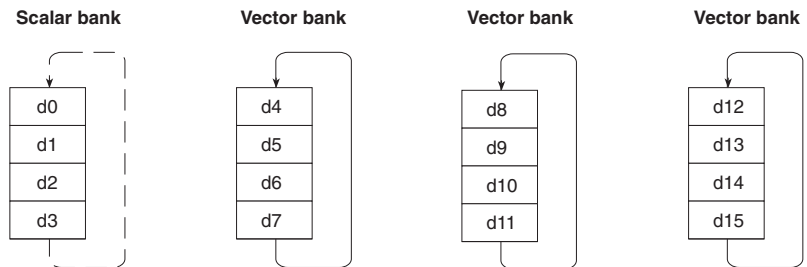 Scalar bank Vector bank Vector bank Vector bank
d0 d4 d8 d12
d1 d5 d9 d13
d2 d6 d10 d14
d3 d7 d11 d15